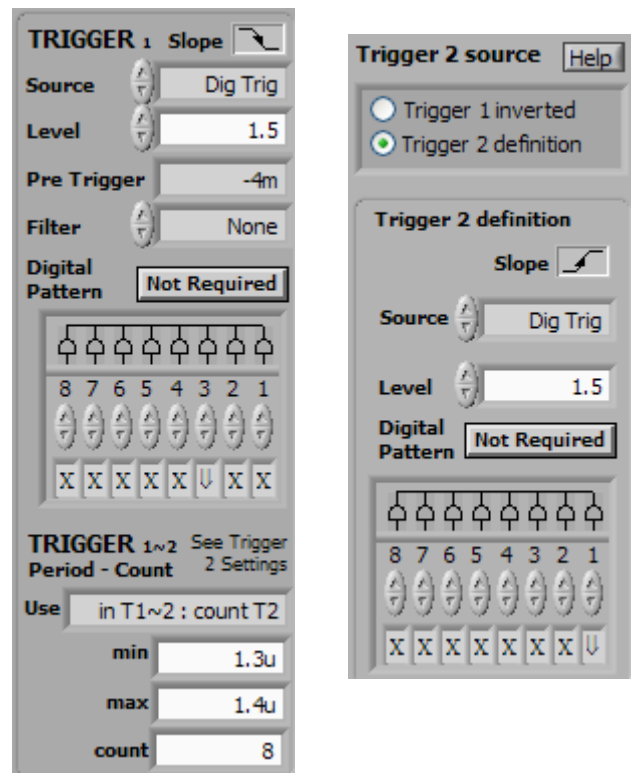 TRIGGER 1 Slope
Source Dig Trig
Level 1.5
Pre Trigger -4m
Filter None
Digital
Pattern Not Required
8 7 6 5 4 3 2 1
X X X X X ⇓ X X
TRIGGER 1~2 See Trigger
Period - Count 2 Settings
Use in T1~2 : count T2
min 1.3u
max 1.4u
count 8
Trigger 2 source Help
Trigger 1 inverted
Trigger 2 definition
Trigger 2 definition
Slope
Source Dig Trig
Level 1.5
Digital
Pattern Not Required
8 7 6 5 4 3 2 1
X X X X X X X ⇓